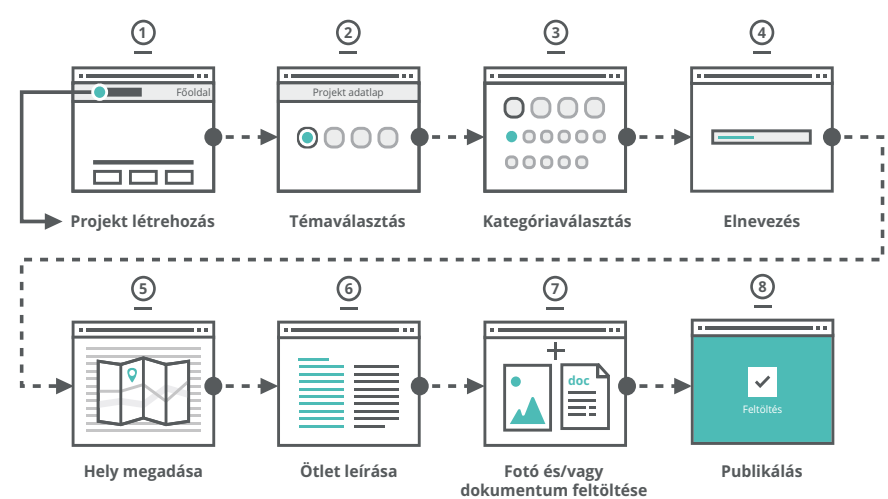 1
2
3
4
Főoldal
Projekt adatlap
Projekt létrehozás
Témaválasztás
Kategóriaválasztás
Elnevezés
5
6
7
8
doc
Feltöltés
Hely megadása
Ötlet leírása
Fotó és/vagy
dokumentum feltöltése
Publikálás